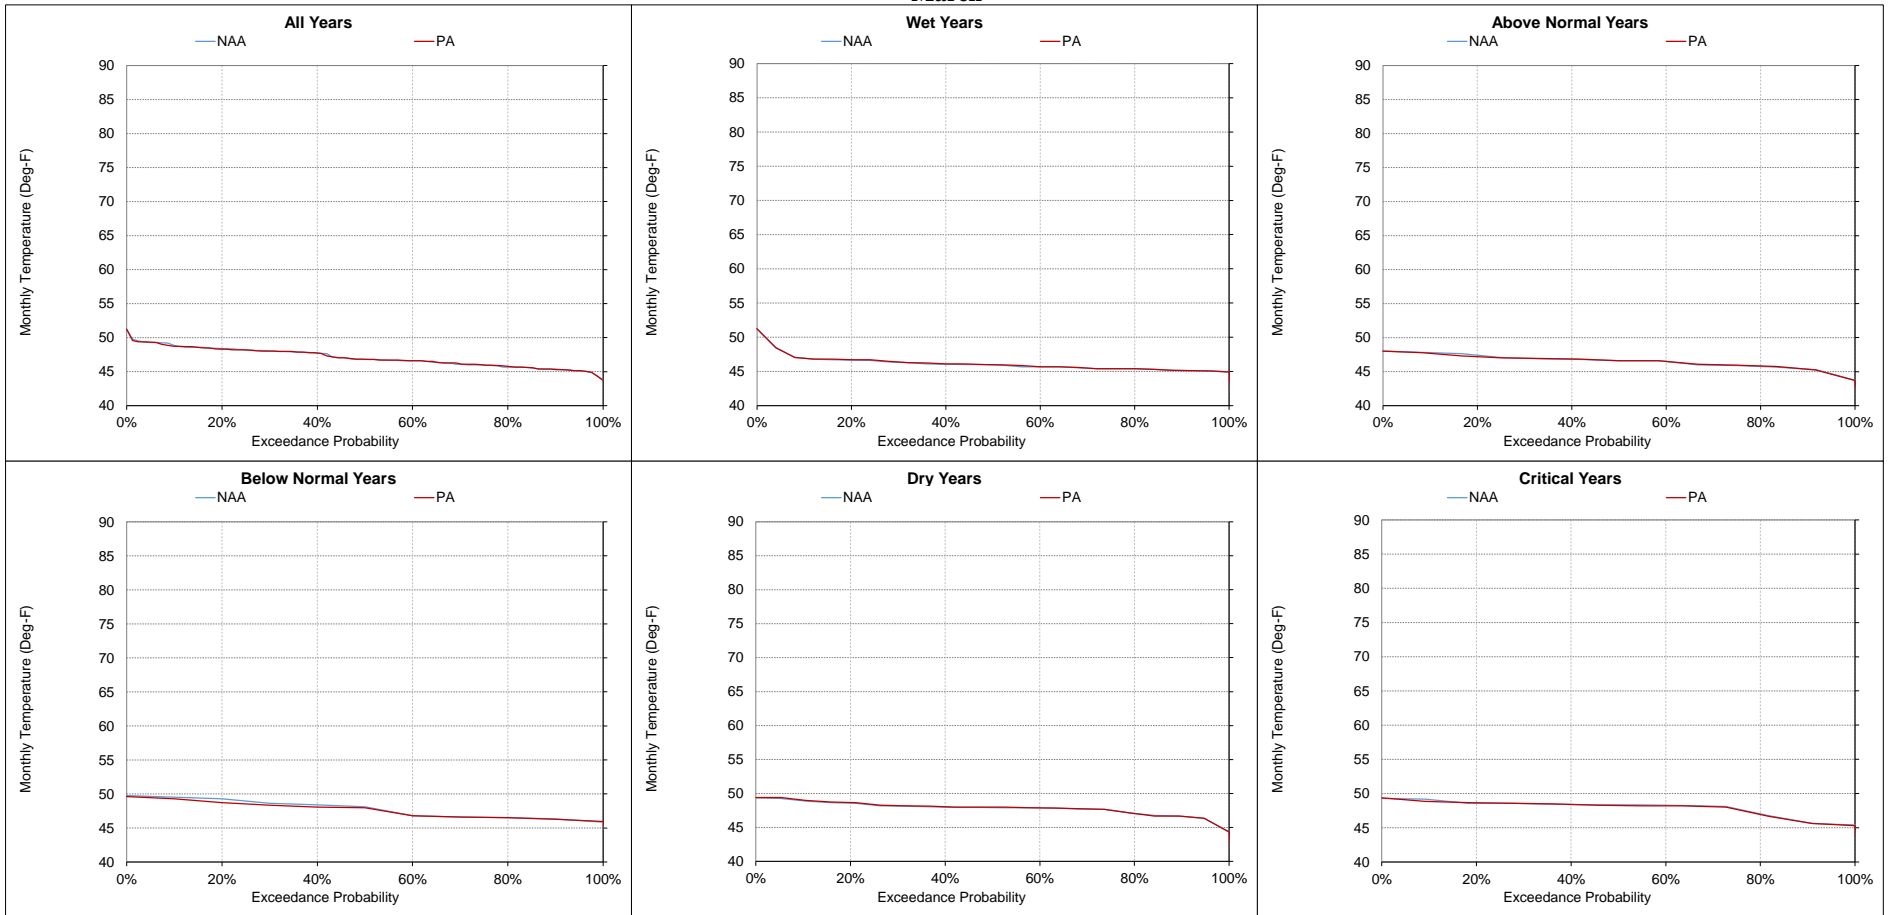 All Years
NAA PA
Monthly Temperature (Deg-F)
90
85
80
75
70
65
60
55
50
45
40
0% 20% 40% 60% 80% 100%
Exceedance Probability
Wet Years
NAA PA
Monthly Temperature (Deg-F)
90
85
80
75
70
65
60
55
50
45
40
0% 20% 40% 60% 80% 100%
Exceedance Probability
Above Normal Years
NAA PA
Monthly Temperature (Deg-F)
90
85
80
75
70
65
60
55
50
45
40
0% 20% 40% 60% 80% 100%
Exceedance Probability
Below Normal Years
NAA PA
Monthly Temperature (Deg-F)
90
85
80
75
70
65
60
55
50
45
40
0% 20% 40% 60% 80% 100%
Exceedance Probability
Dry Years
NAA PA
Monthly Temperature (Deg-F)
90
85
80
75
70
65
60
55
50
45
40
0% 20% 40% 60% 80% 100%
Exceedance Probability
Critical Years
NAA PA
Monthly Temperature (Deg-F)
90
85
80
75
70
65
60
55
50
45
40
0% 20% 40% 60% 80% 100%
Exceedance Probability